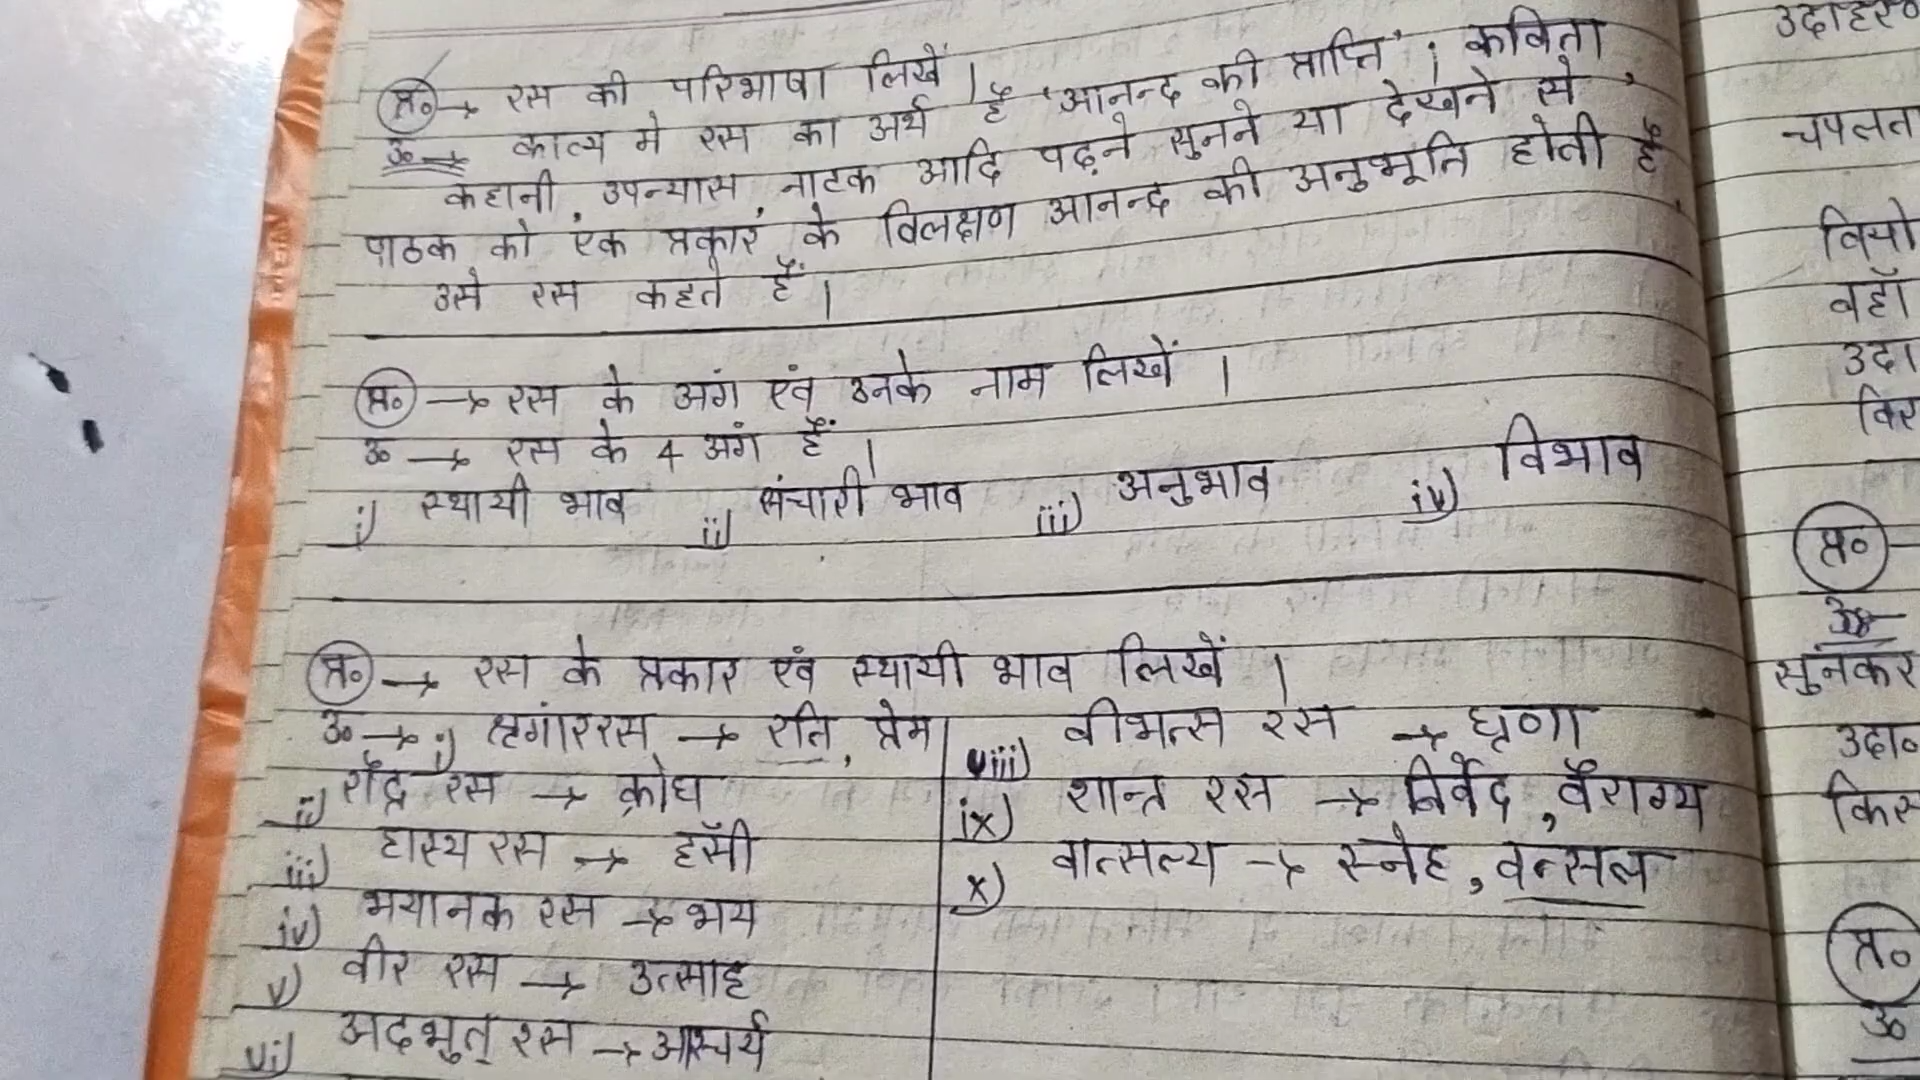 प्र० → रस की परिभाषा लिखें।
उ० → काव्य मे रस का अर्थ है 'आनन्द की प्राप्ति'। कविता,
कहानी, उपन्यास, नाटक आदि पढ़ने सुनने या देखने से
पाठक को एक प्रकार के विलक्षण आनन्द की अनुभूति होती है,
उसे रस कहते हैं।
प्र० → रस के अंग एवं उनके नाम लिखें।
उ० → रस के 4 अंग हैं।
i) स्थायी भाव ii) संचारी भाव iii) अनुभाव iv) विभाव
प्र० → रस के प्रकार एवं स्थायी भाव लिखें।
उ० → i) श्रृगांर रस → रति, प्रेम
ii) रौद्र रस → क्रोध
iii) हास्य रस → हँसी
iv) भयानक रस → भय
v) वीर रस → उत्साह
vi) अदभुत् रस → आश्चर्य
viii) वीभत्स रस → घृणा
ix) शान्त रस → निर्वेद, वैराग्य
x) वात्सल्य → स्नेह, वत्सल
चपलत
वियो
वहाँ
उदा
प्र०
उ०
सुनकर
उदा०
किस
प्र०
उ०